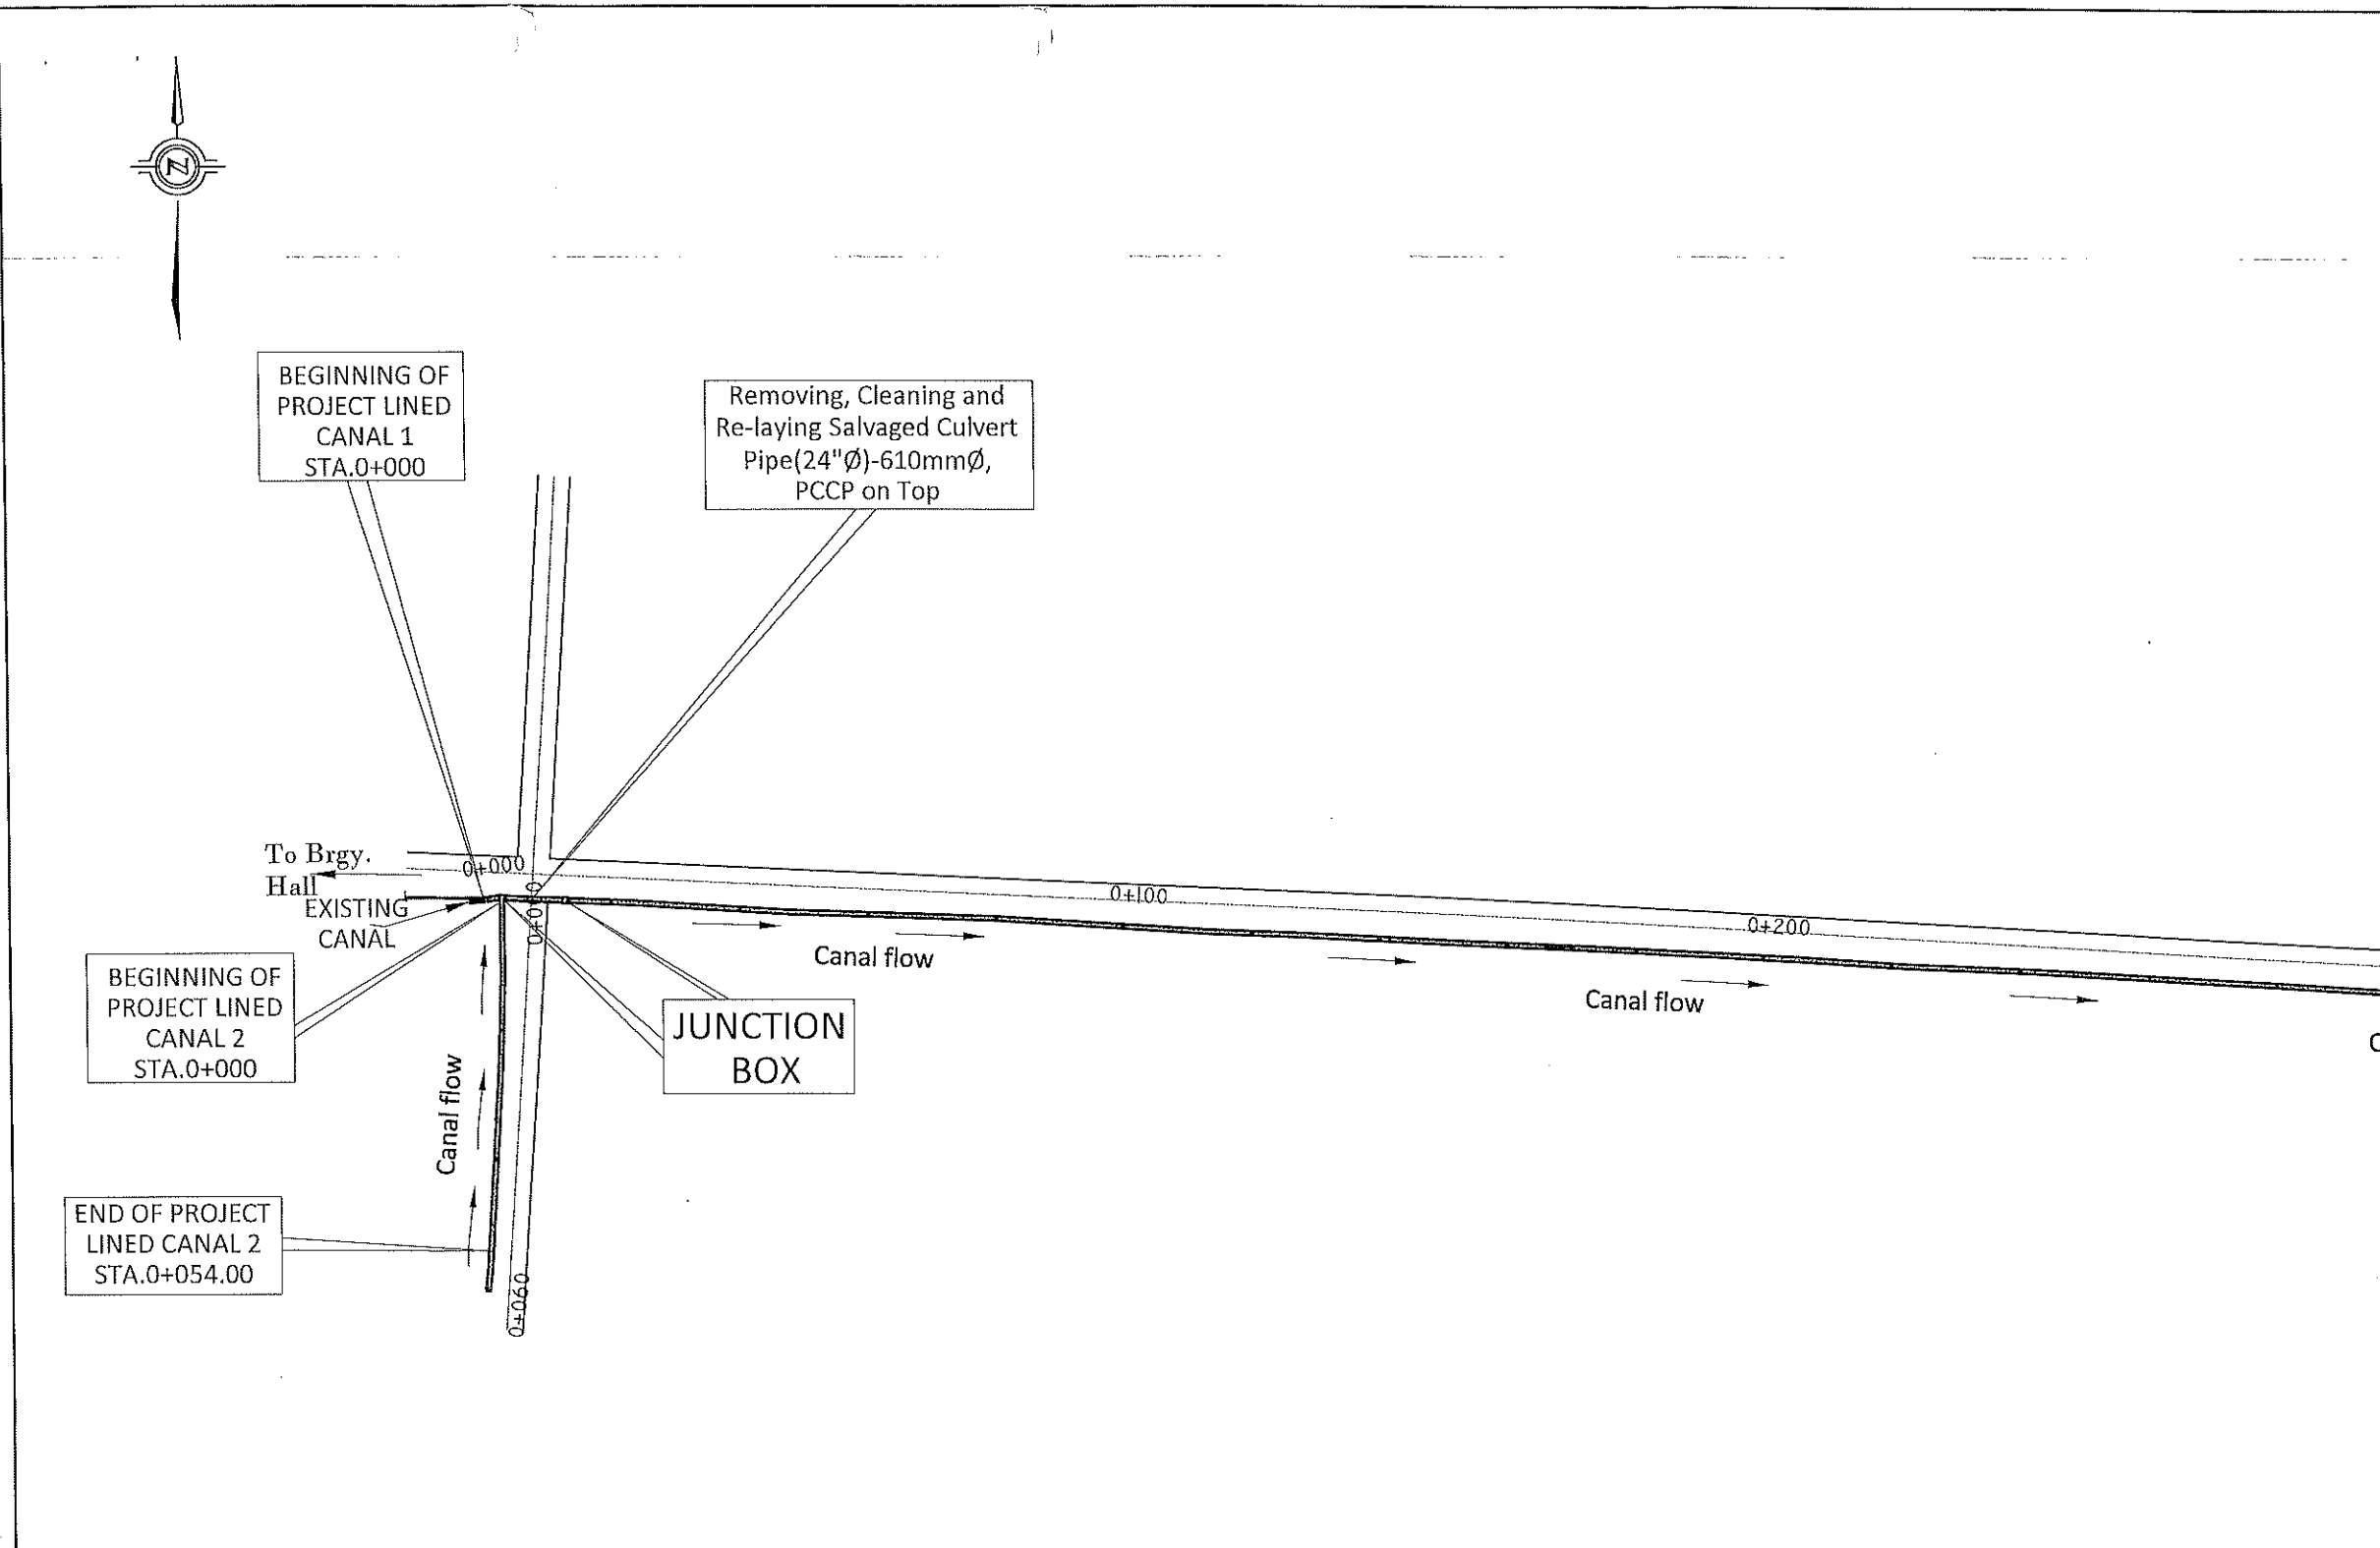 N
BEGINNING OF
PROJECT LINED
CANAL 1
STA.0+000
Removing, Cleaning and
Re-laying Salvaged Culvert
Pipe(24"Ø)-610mmØ,
PCCP on Top
To Brgy.
Hall
0+000
0+100
0+200
EXISTING
CANAL
Canal flow
Canal flow
BEGINNING OF
PROJECT LINED
CANAL 2
STA.0+000
JUNCTION
BOX
Canal flow
END OF PROJECT
LINED CANAL 2
STA.0+054.00
0+060